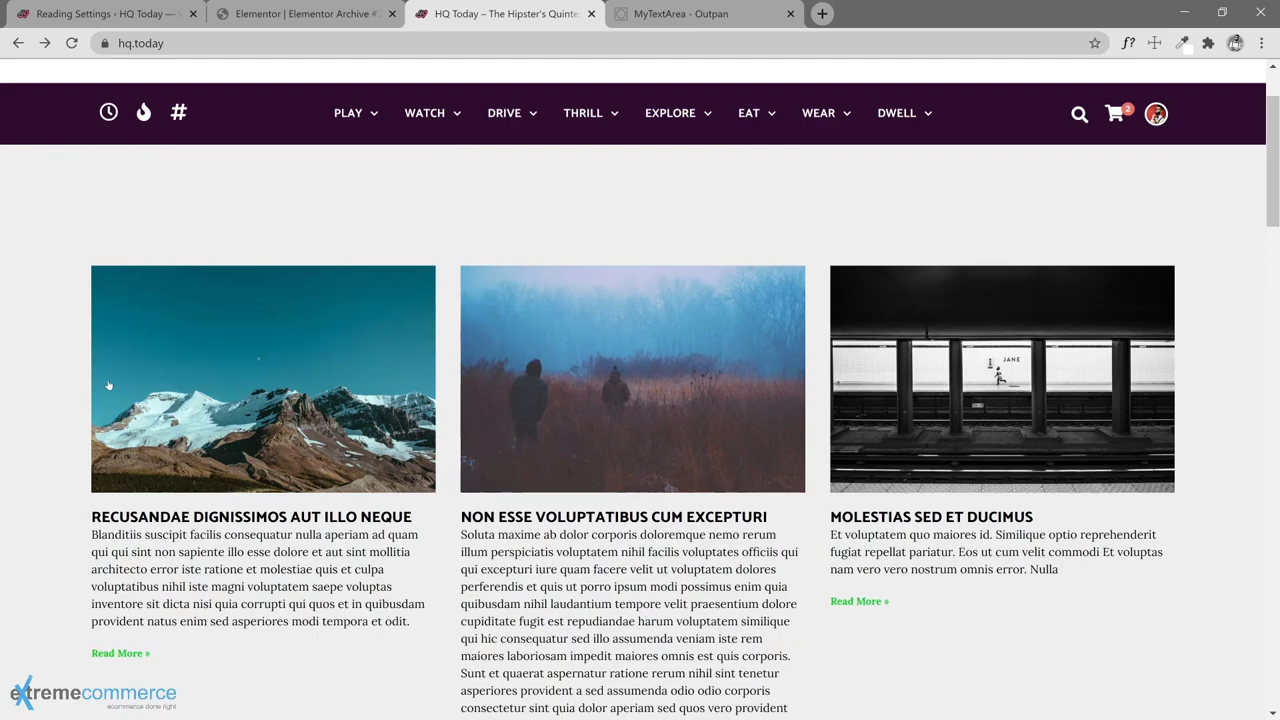 Reading Settings ‹ HQ Today —
Elementor | Elementor Archive #
HQ Today – The Hipster's Quinte
MyTextArea - Outpan
hq.today
f?
#
PLAY
WATCH
DRIVE
THRILL
EXPLORE
EAT
WEAR
DWELL
2
JANE
RECUSANDAE DIGNISSIMOS AUT ILLO NEQUE
Blanditiis suscipit facilis consequatur nulla aperiam ad quam
qui qui sint non sapiente illo esse dolore et aut sint mollitia
architecto error iste ratione et molestiae quis et culpa
voluptatibus nihil iste magni voluptatem saepe voluptas
inventore sit dicta nisi quia corrupti qui quos et in quibusdam
provident natus enim sed asperiores modi tempora et odit.
Read More »
NON ESSE VOLUPTATIBUS CUM EXCEPTURI
Soluta maxime ab dolor corporis doloremque nemo rerum
illum perspiciatis voluptatem nihil facilis voluptates officiis qui
qui excepturi iure quam facere velit ut voluptatem dolores
perferendis et quis ut porro ipsum modi possimus enim quia
quibusdam nihil laudantium tempore velit praesentium dolore
cupiditate fugit est repudiandae harum voluptatem similique
qui hic consequatur sed illo assumenda veniam iste rem
maiores laboriosam impedit maiores omnis est quis corporis.
Sunt et quaerat aspernatur ratione rerum nihil sint tenetur
asperiores provident a sed assumenda odio odio corporis
consectetur sint quia dolor aperiam sed quos vero provident
MOLESTIAS SED ET DUCIMUS
Et voluptatem quo maiores id. Similique optio reprehenderit
fugiat repellat pariatur. Eos ut cum velit commodi Et voluptas
nam vero vero nostrum omnis error. Nulla
Read More »
extremecommerce
ecommerce done right